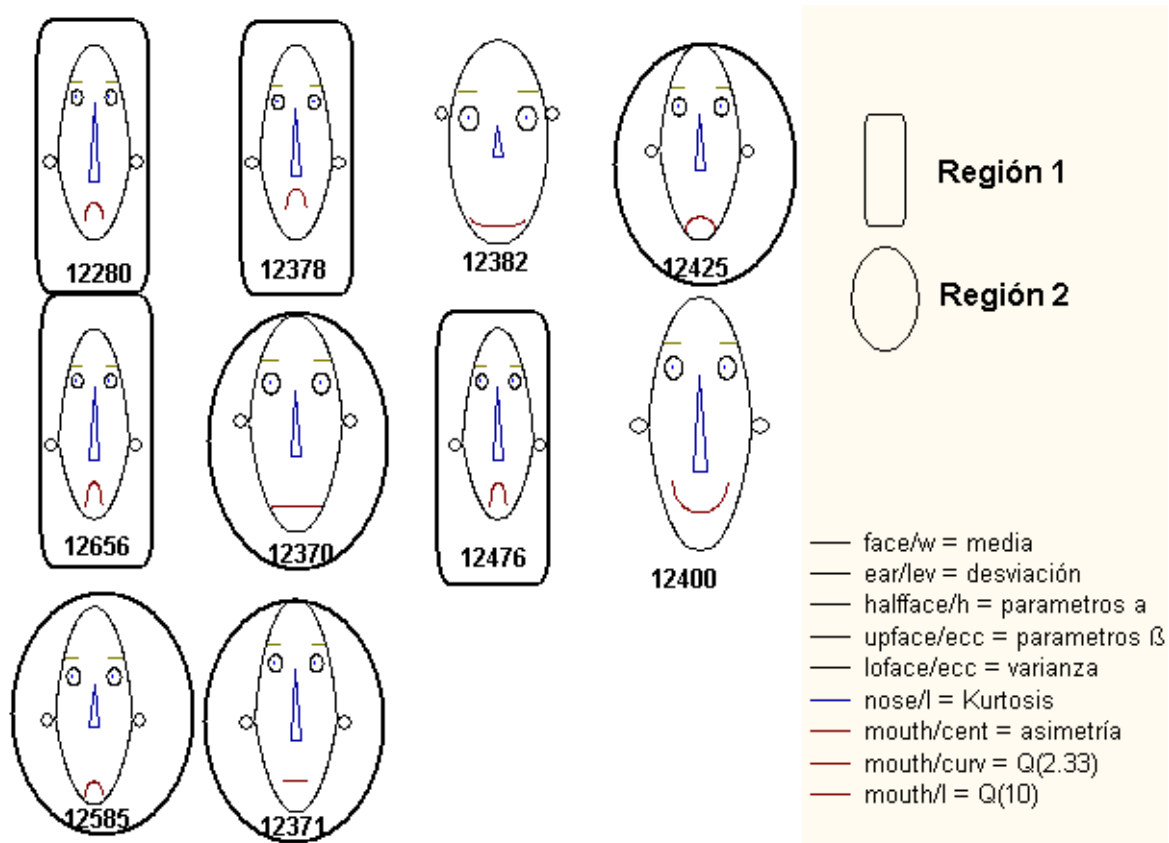 12280
12378
12382
12425
12656
12370
12476
12400
12585
12371
Región 1
Región 2
face/w = media
ear/lev = desviación
halfface/h = parametros a
upface/ecc = parametros ß
loface/ecc = varianza
nose/l = Kurtosis
mouth/cent = asimetría
mouth/curv = Q(2.33)
mouth/l = Q(10)